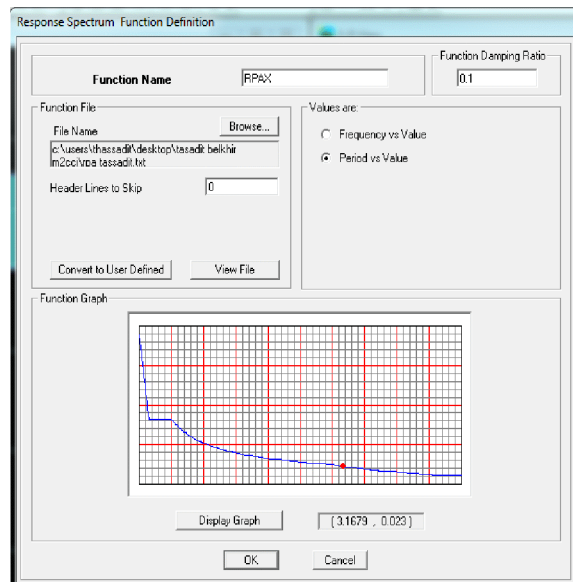 Response Spectrum Function Definition
Function Damping Ratio
Function Name
RPAX
0.1
Function File
Values are:
File Name
Browse...
c:\users\thassadit\desktop\tasadit belkhir
m2cci\rpa tassadit.txt
Frequency vs Value
Period vs Value
Header Lines to Skip
0
Convert to User Defined
View File
Function Graph
Display Graph
( 3.1679 , 0.023 )
OK
Cancel